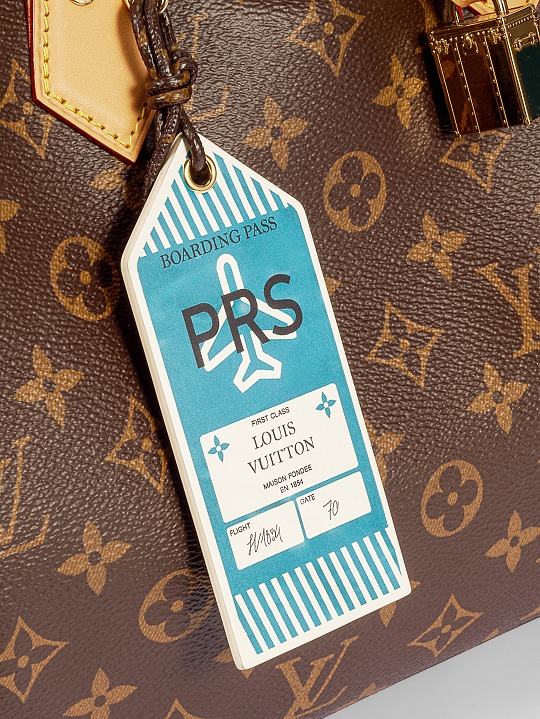 BOARDING PASS
PRS
FIRST CLASS
LOUIS
VUITTON
MAISON FONDÉE
EN 1854
FLIGHT
GATE
70